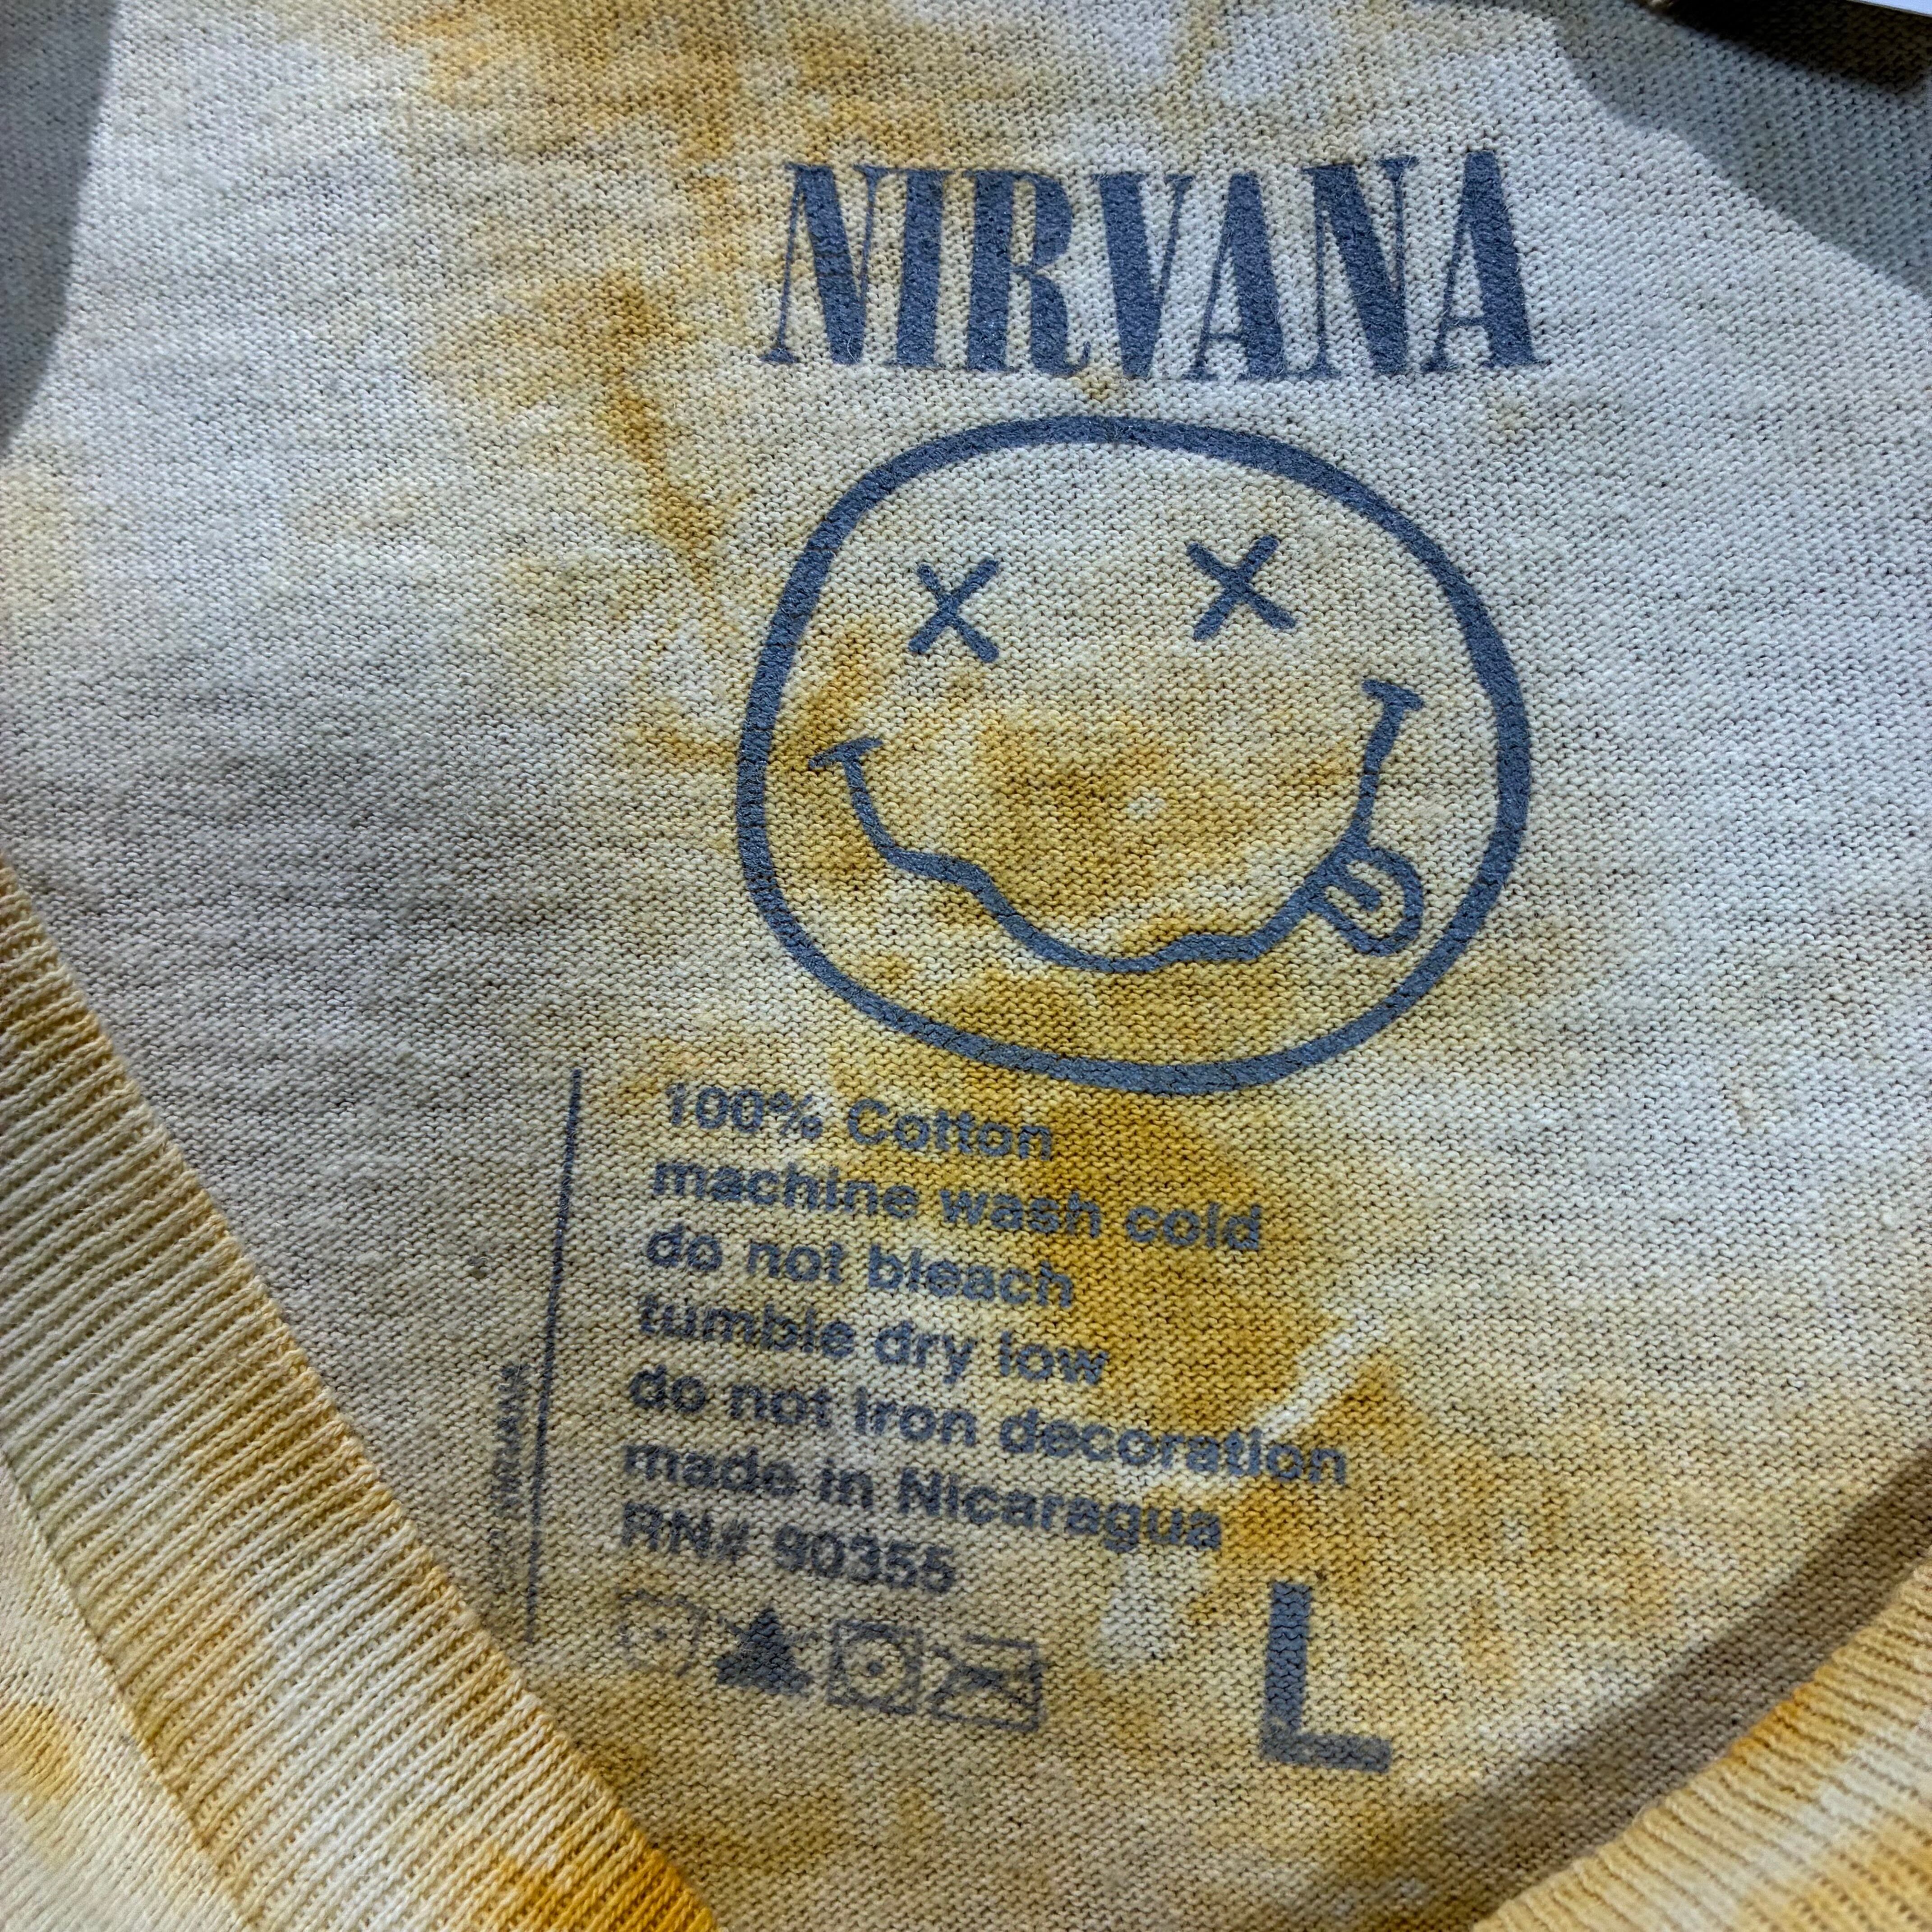 NIRVANA
100% Cotton
machine wash cold
do not bleach
tumble dry low
do not iron decoration
made in Nicaragua
RN# 90355
L